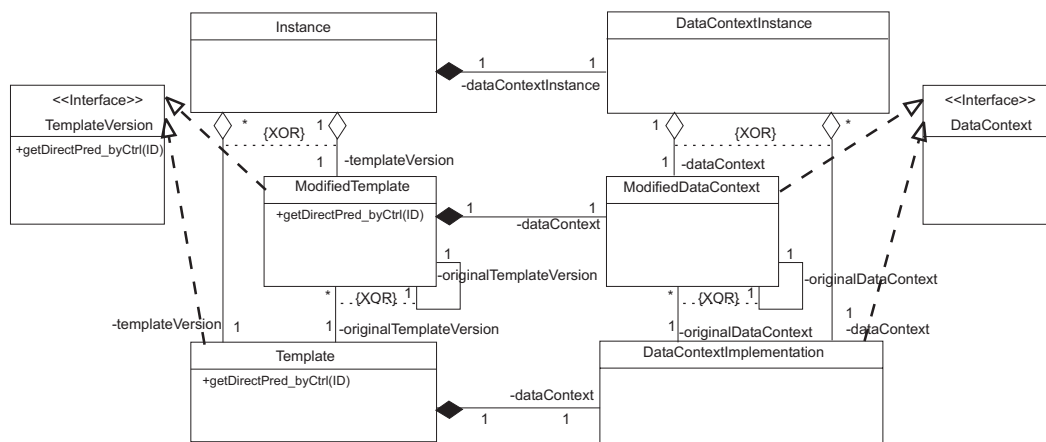 Instance
DataContextInstance
1
1
-dataContextInstance
<<Interface>>
TemplateVersion
+getDirectPred_byCtrl(ID)
<<Interface>>
DataContext
*
{XOR}
1
1
{XOR}
*
1
-templateVersion
1
-dataContext
ModifiedTemplate
+getDirectPred_byCtrl(ID)
ModifiedDataContext
1
1
-dataContext
1
-originalTemplateVersion
1
-originalDataContext
*
{XOR}
1
*
{XOR}
1
-templateVersion
1
1
-originalTemplateVersion
1
-originalDataContext
1
-dataContext
Template
+getDirectPred_byCtrl(ID)
DataContextImplementation
-dataContext
1
1